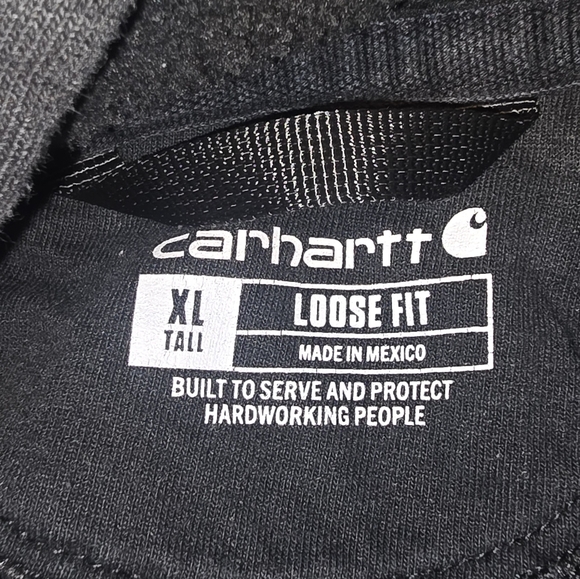 carhartt
XL
TALL
LOOSE FIT
MADE IN MEXICO
BUILT TO SERVE AND PROTECT
HARDWORKING PEOPLE